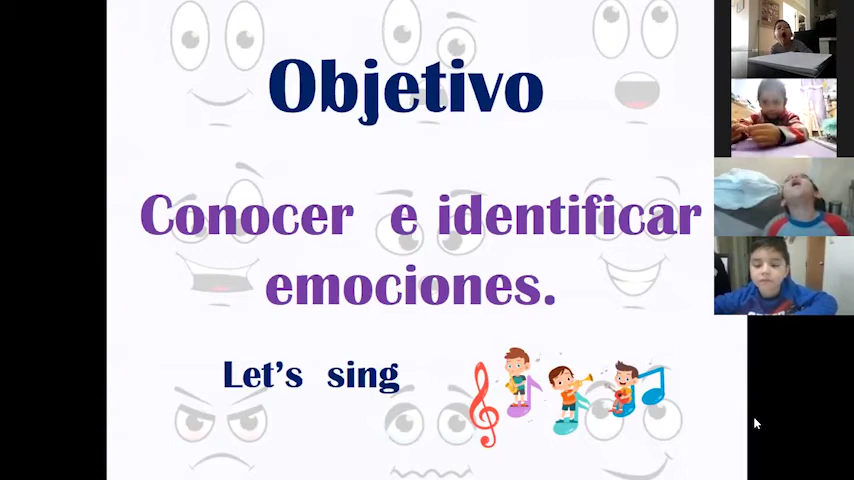 Objetivo
Conocer e identificar
emociones.
Let's sing